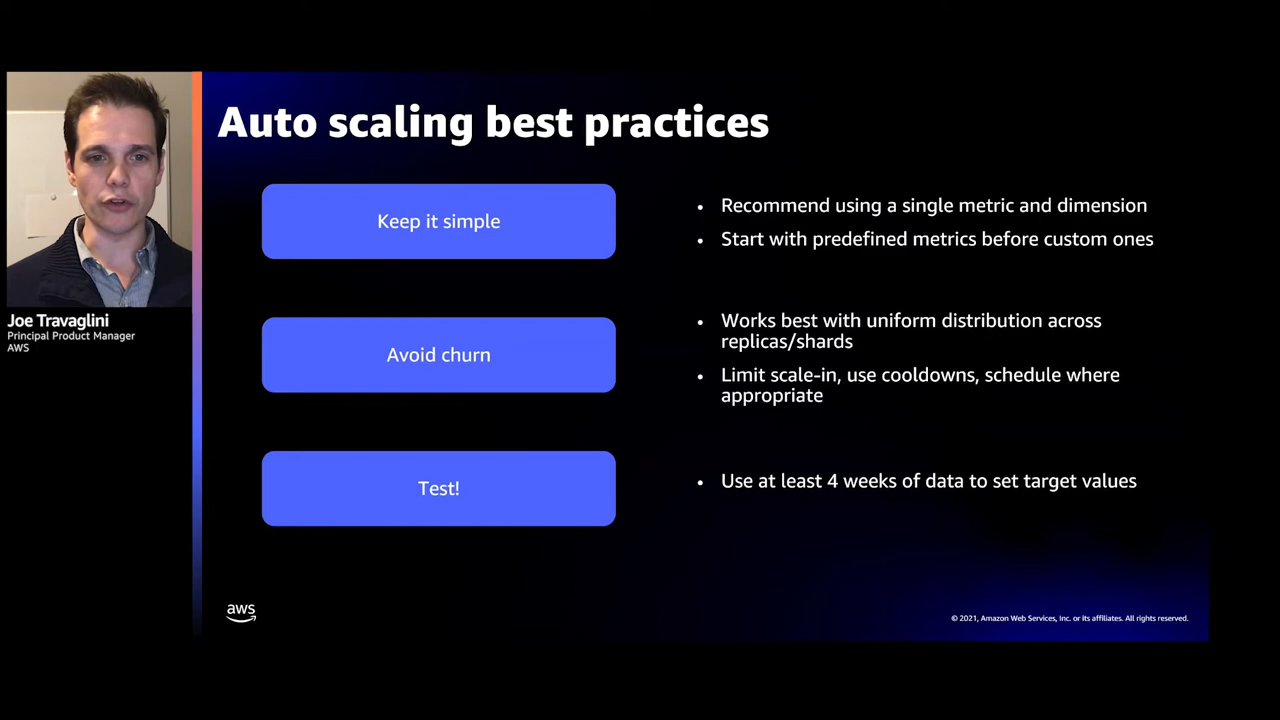 Auto scaling best practices
Keep it simple
• Recommend using a single metric and dimension
• Start with predefined metrics before custom ones
Avoid churn
• Works best with uniform distribution across
replicas/shards
• Limit scale-in, use cooldowns, schedule where
appropriate
Test!
• Use at least 4 weeks of data to set target values
Joe Travaglini
Principal Product Manager
AWS
aws
© 2021, Amazon Web Services, Inc. or its affiliates. All rights reserved.